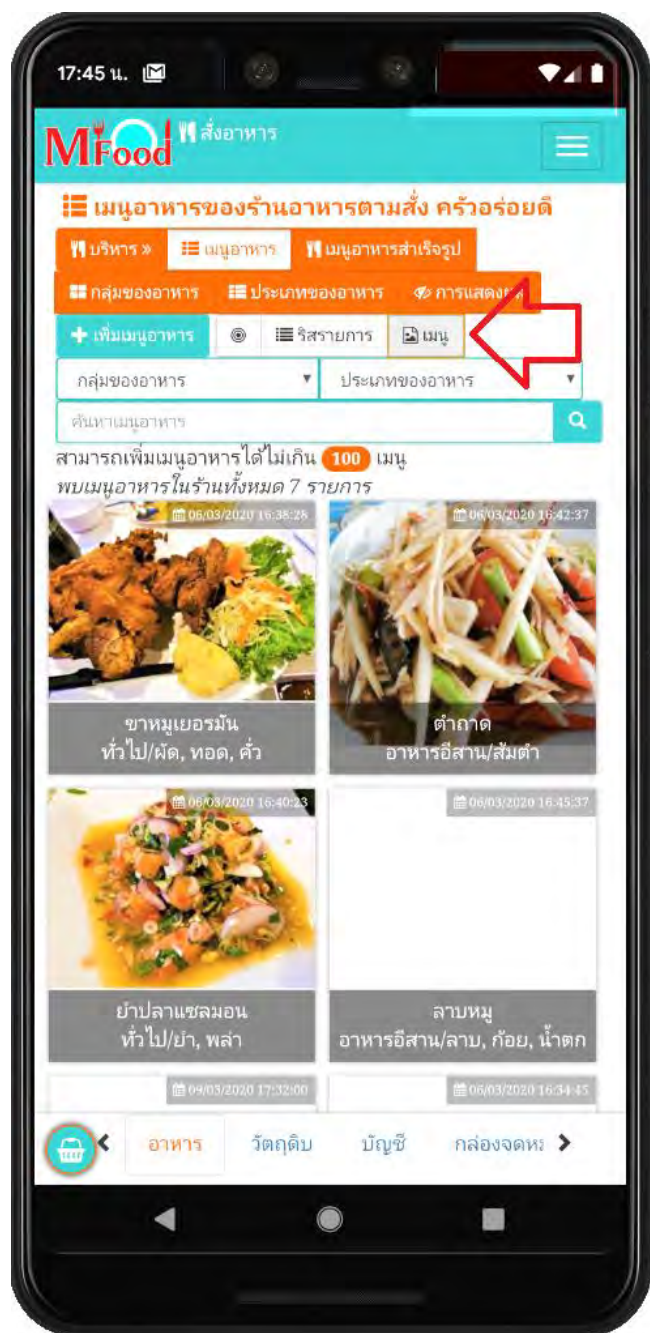 17:45 น.
MFood สั่งอาหาร
เมนูอาหารของร้านอาหารตามสั่ง ครัวอร่อยดี
บริหาร » เมนูอาหาร เมนูอาหารสำเร็จรูป
กลุ่มของอาหาร ประเภทของอาหาร การแสดงผล
+ เพิ่มเมนูอาหาร ริสรายการ เมนู
กลุ่มของอาหาร ประเภทของอาหาร
ค้นหาเมนูอาหาร
สามารถเพิ่มเมนูอาหารได้ไม่เกิน 100 เมนู
พบเมนูอาหารในร้านทั้งหมด 7 รายการ
06/03/2020 16:38:28 06/03/2020 16:42:37
ขาหมูเยอรมัน ตำถาด
ทั่วไป/ผัด, ทอด, คั่ว อาหารอีสาน/ส้มตำ
06/03/2020 16:40:23 06/03/2020 16:45:37
ยำปลาแซลมอน ลาบหมู
ทั่วไป/ยำ, พล่า อาหารอีสาน/ลาบ, ก้อย, น้ำตก
09/03/2020 17:32:00 06/03/2020 16:34:45
อาหาร วัตถุดิบ บัญชี กล่องจดหม